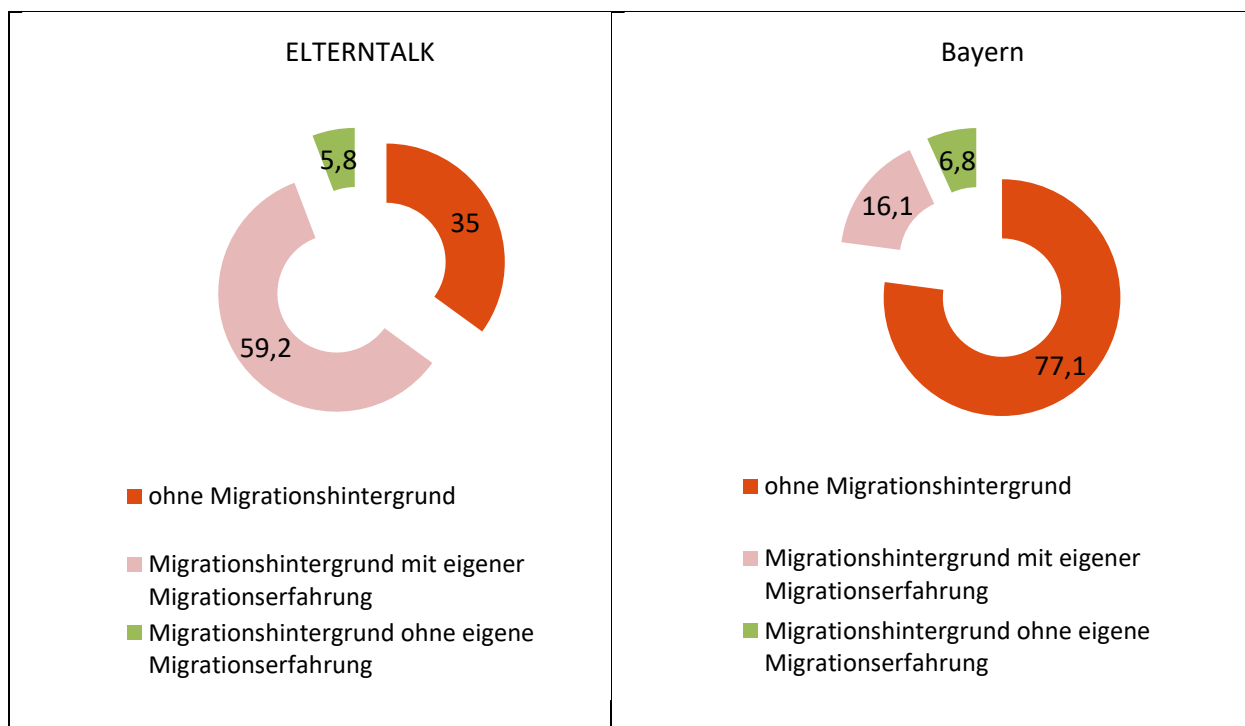 ELTERNTALK
5,8
35
59,2
ohne Migrationshintergrund
Migrationshintergrund mit eigener
Migrationserfahrung
Migrationshintergrund ohne eigene
Migrationserfahrung
Bayern
6,8
16,1
77,1
ohne Migrationshintergrund
Migrationshintergrund mit eigener
Migrationserfahrung
Migrationshintergrund ohne eigene
Migrationserfahrung